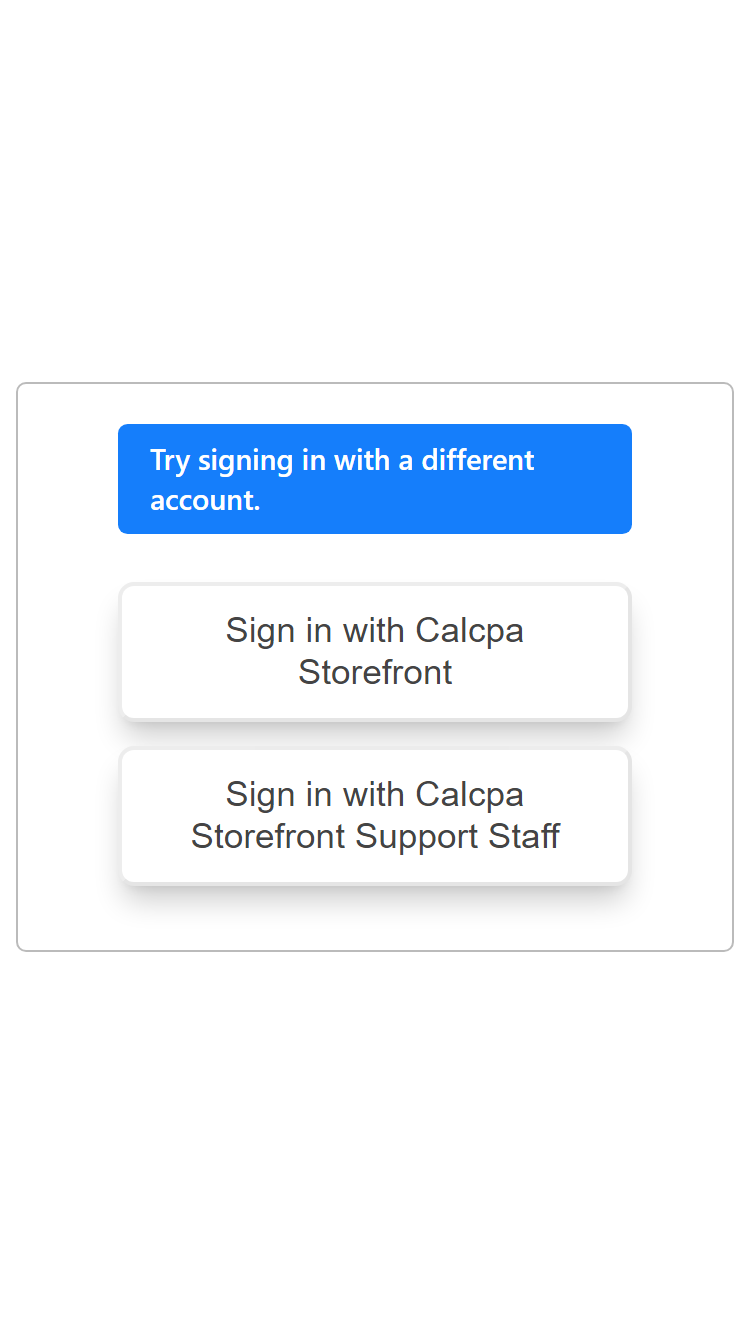 Try signing in with a different
account.
Sign in with Calcpa
Storefront
Sign in with Calcpa
Storefront Support Staff